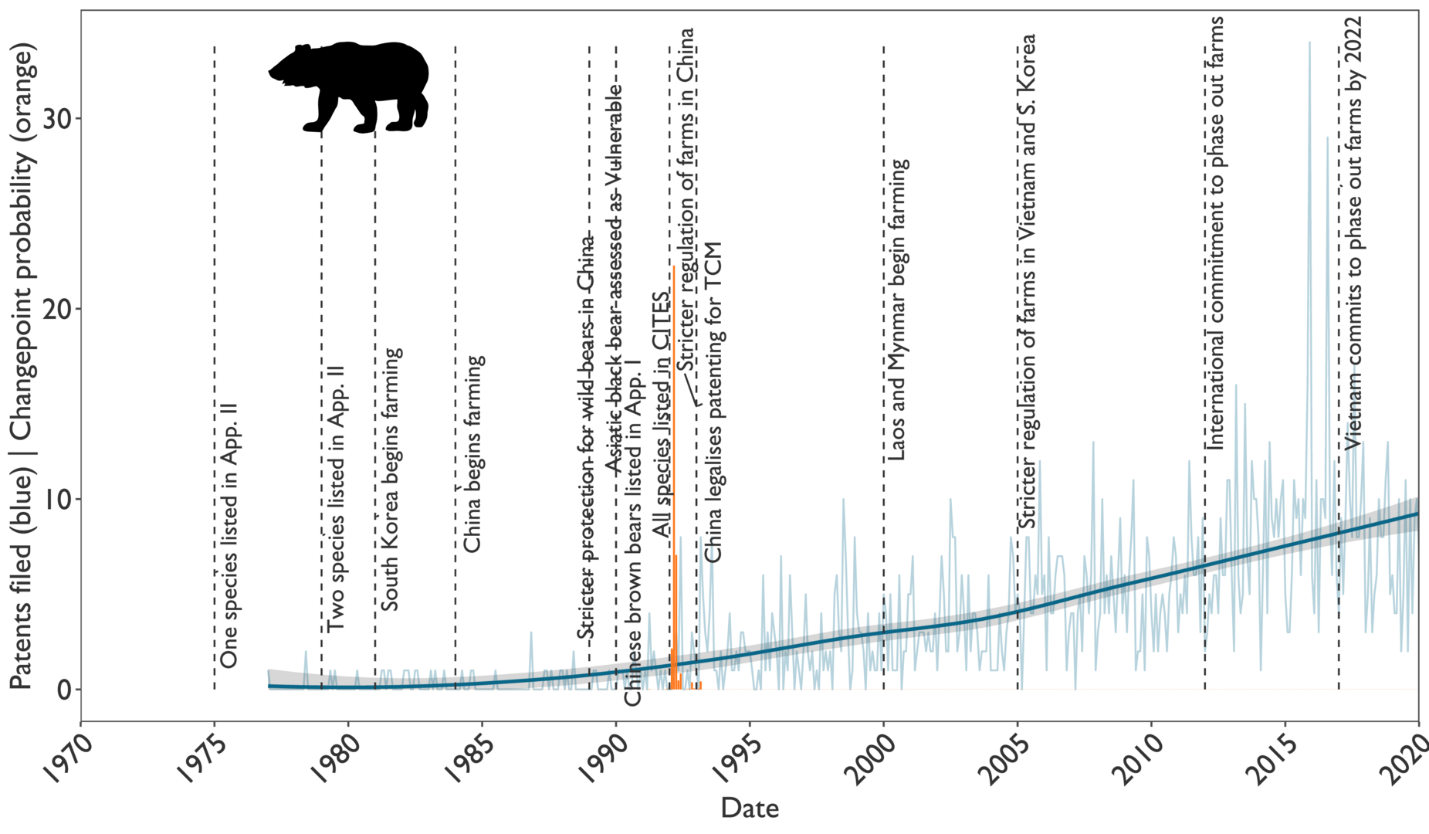 Patents filed (blue) | Changepoint probability (orange)
30
20
10
0
One species listed in App. II
Two species listed in App. II
South Korea begins farming
China begins farming
Stricter protection for wild bears in China
Asiatic black bear assessed as Vulnerable
Chinese brown bears listed in App. I
All species listed in CITES
Stricter regulation of farms in China
China legalises patenting for TCM
Laos and Mynmar begin farming
Stricter regulation of farms in Vietnam and S. Korea
International commitment to phase out farms
Vietnam commits to phase out farms by 2022
1970
1975
1980
1985
1990
1995
2000
2005
2010
2015
2020
Date